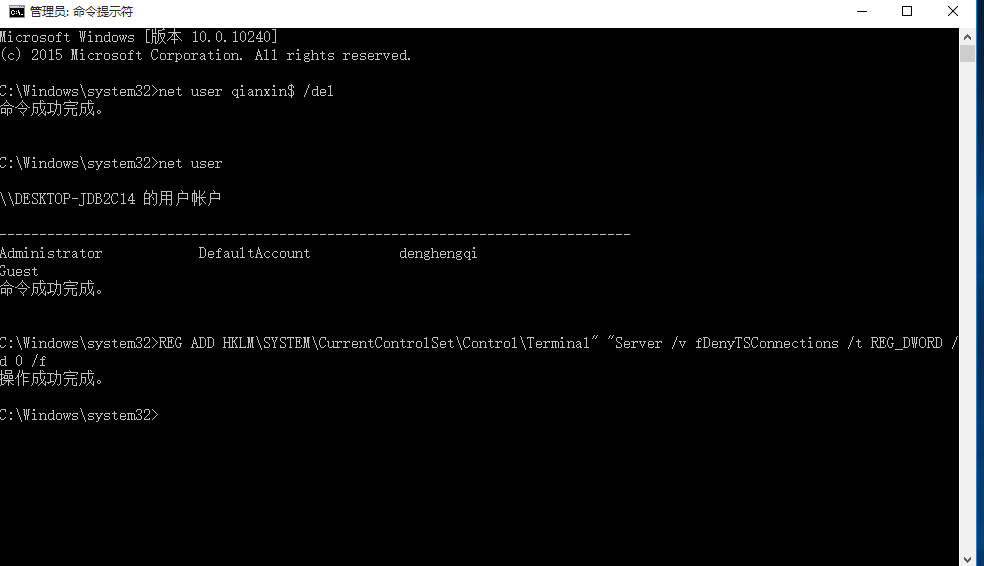 管理员: 命令提示符
Microsoft Windows [版本 10.0.10240]
(c) 2015 Microsoft Corporation. All rights reserved.
C:\Windows\system32>net user qianxin$ /del
命令成功完成。
C:\Windows\system32>net user
\\DESKTOP-JDB2C14 的用户帐户
-------------------------------------------------------------------------------
Administrator            DefaultAccount           denghengqi
Guest
命令成功完成。
C:\Windows\system32>REG ADD HKLM\SYSTEM\CurrentControlSet\Control\Terminal" "Server /v fDenyTSConnections /t REG_DWORD /
d 0 /f
操作成功完成。
C:\Windows\system32>